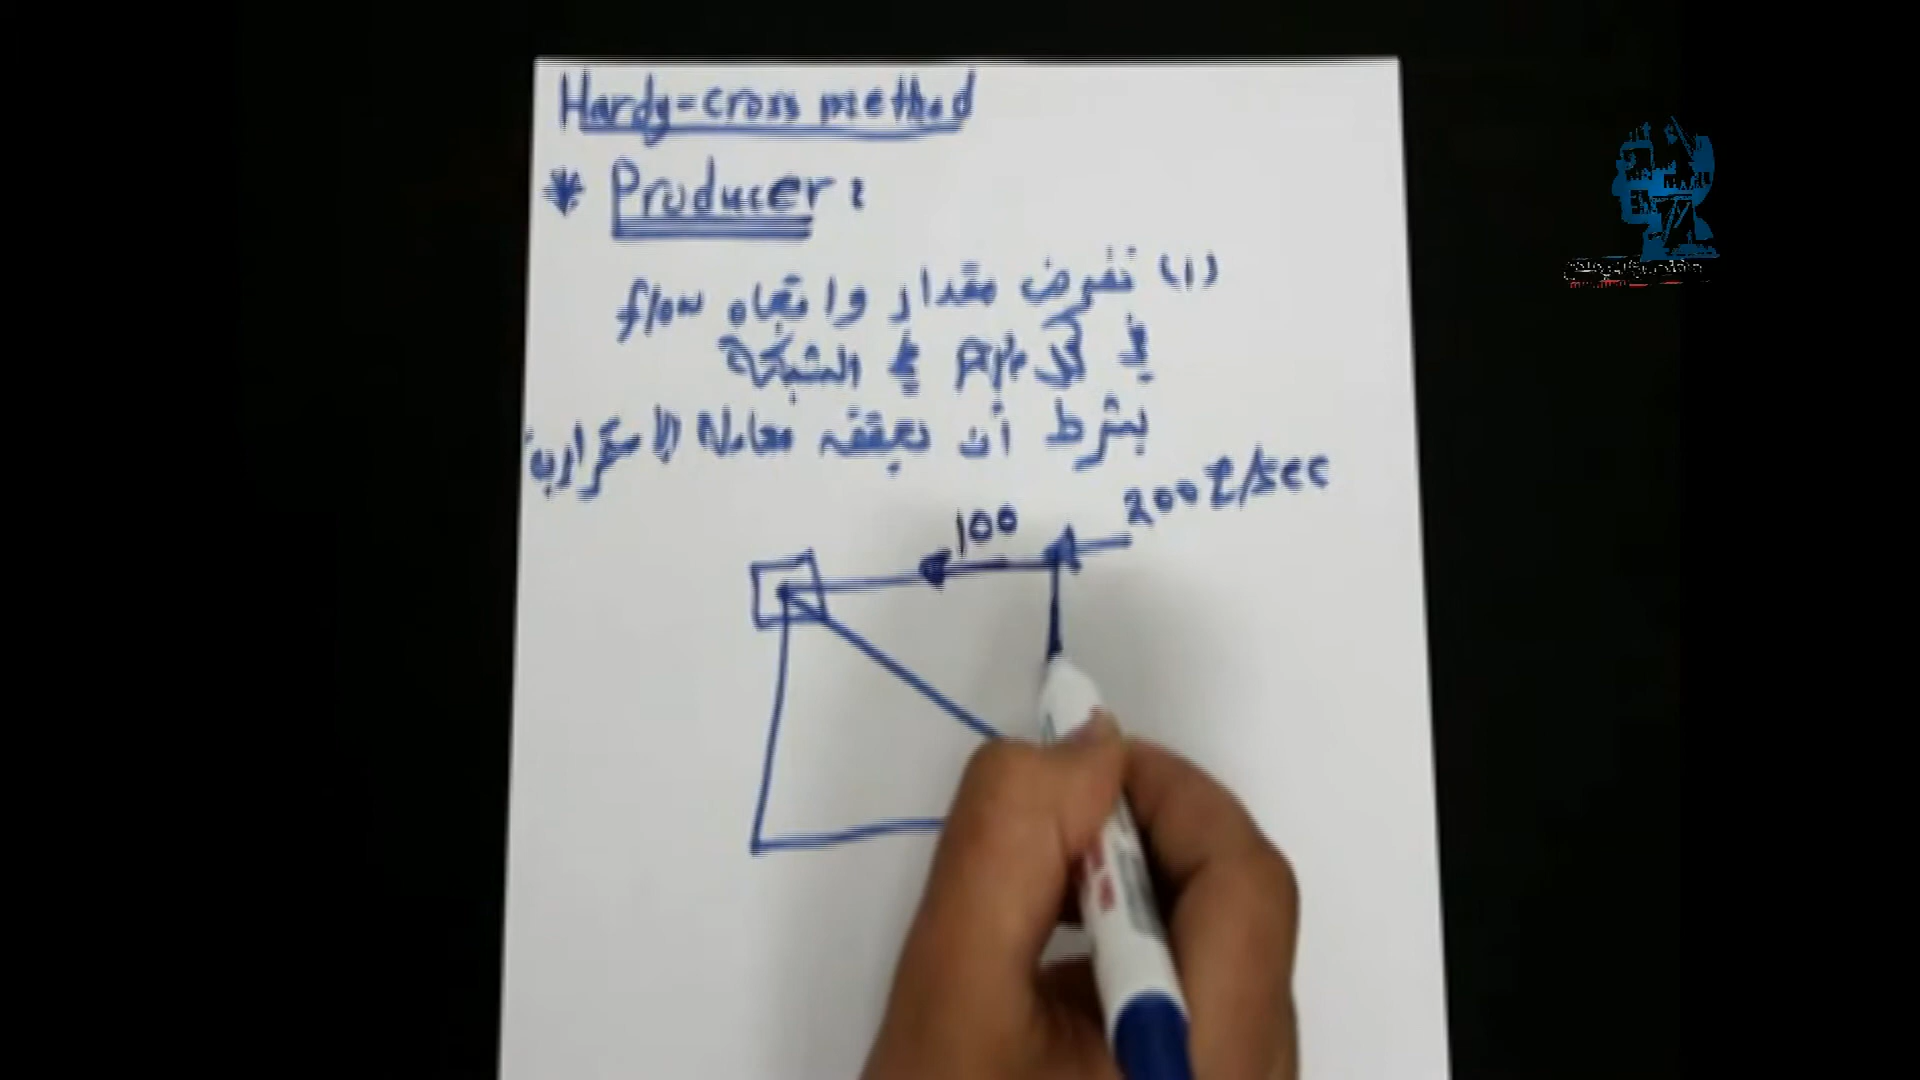 Hardy-cross method
* Producer :
(١) نفرض مقدار واتجاه flow
في كل pipe في الشبكة
بشرط أن تحقق معادلة الاستمرارية
200 L/sec
100